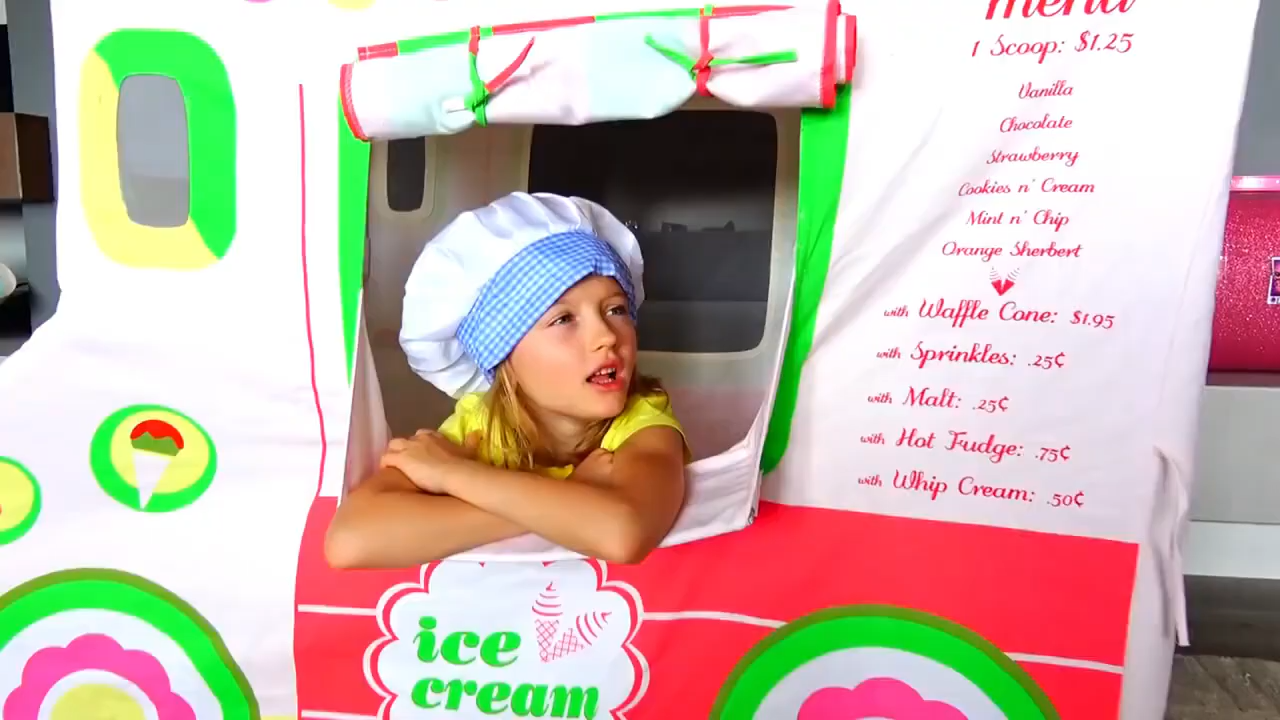 menu
1 Scoop: $1.25
Vanilla
Chocolate
Strawberry
Cookies n' Cream
Mint n' Chip
Orange Sherbert
with Waffle Cone: $1.95
with Sprinkles: .25¢
with Malt: .25¢
with Hot Fudge: .75¢
with Whip Cream: .50¢
ice
cream